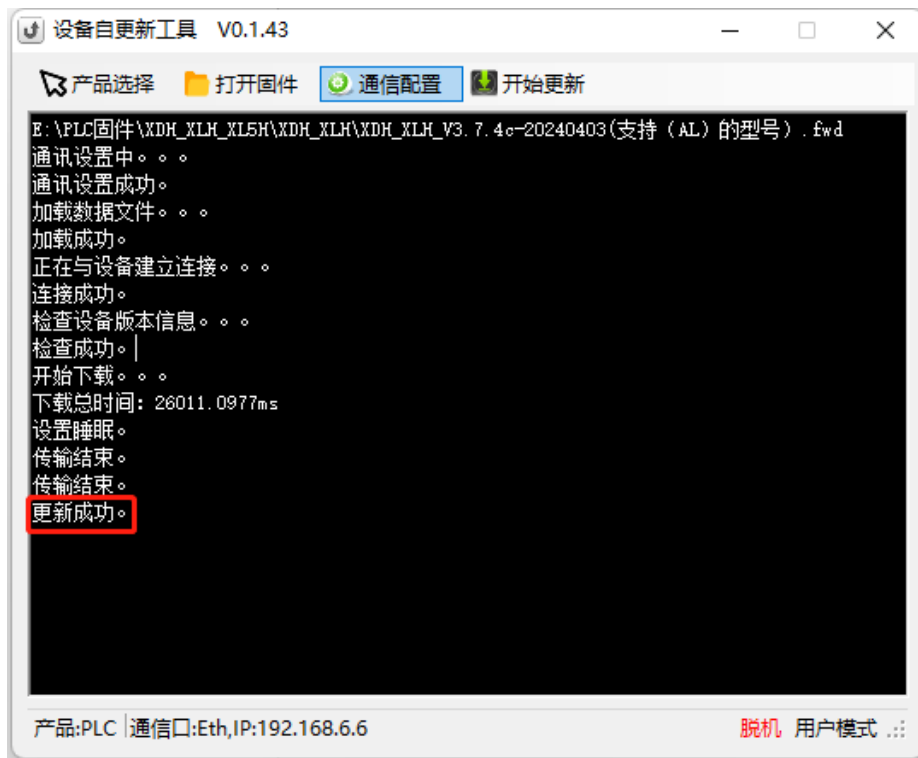 设备自更新工具 V0.1.43
产品选择 打开固件 通信配置 开始更新
E:\PLC固件\XDH_XLH_XL5H\XDH_XLH\XDH_XLH_V3.7.4c-20240403(支持（AL）的型号）.fwd
通讯设置中。。。
通讯设置成功。
加载数据文件。。。
加载成功。
正在与设备建立连接。。。
连接成功。
检查设备版本信息。。。
检查成功。
开始下载。。。
下载总时间: 26011.0977ms
设置睡眠。
传输结束。
传输结束。
更新成功。
产品:PLC 通信口:Eth,IP:192.168.6.6 脱机 用户模式